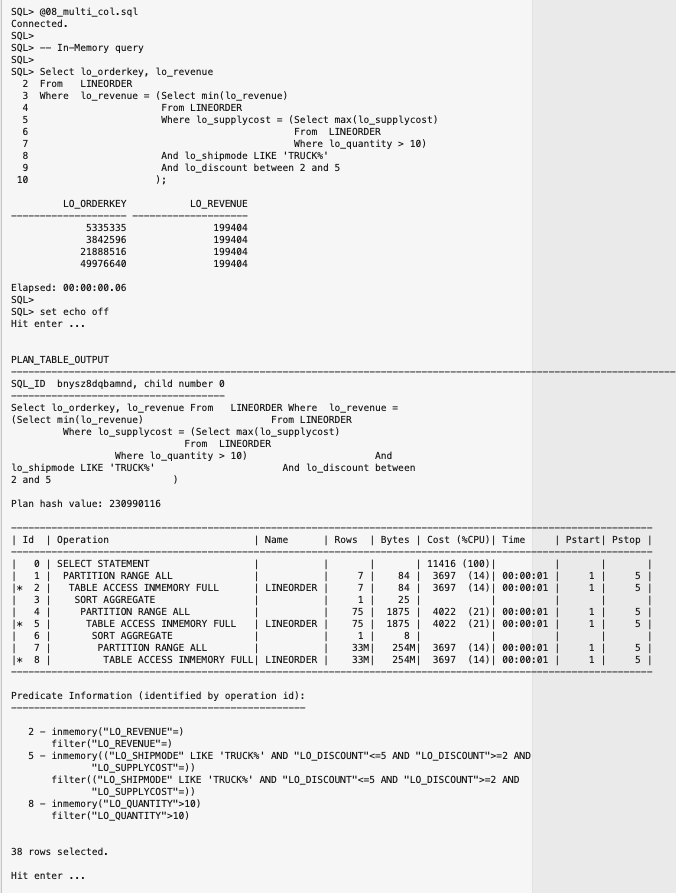 SQL> @08_multi_col.sql
Connected.
SQL>
SQL> -- In-Memory query
SQL>
SQL> Select lo_orderkey, lo_revenue
  2  From   LINEORDER
  3  Where  lo_revenue = (Select min(lo_revenue)
  4                       From LINEORDER
  5                       Where lo_supplycost = (Select max(lo_supplycost)
  6                                              From  LINEORDER
  7                                              Where lo_quantity > 10)
  8                       And lo_shipmode LIKE 'TRUCK%'
  9                       And lo_discount between 2 and 5
 10                      );
         LO_ORDERKEY           LO_REVENUE
-------------------- --------------------
             5335335               199404
             3842596               199404
            21888516               199404
            49976640               199404
Elapsed: 00:00:00.06
SQL>
SQL> set echo off
Hit enter ...
PLAN_TABLE_OUTPUT
--------------------------------------------------------------------------------------------------------------------
SQL_ID  bnysz8dqbamnd, child number 0
-------------------------------------
Select lo_orderkey, lo_revenue From   LINEORDER Where  lo_revenue =
(Select min(lo_revenue)                      From LINEORDER
         Where lo_supplycost = (Select max(lo_supplycost)
                              From  LINEORDER
                  Where lo_quantity > 10)                      And
lo_shipmode LIKE 'TRUCK%'                      And lo_discount between
2 and 5                     )
Plan hash value: 230990116
----------------------------------------------------------------------------------------------------------------
| Id  | Operation                         | Name      | Rows  | Bytes | Cost (%CPU)| Time     | Pstart| Pstop |
----------------------------------------------------------------------------------------------------------------
|   0 | SELECT STATEMENT                  |           |       |       | 11416 (100)|          |       |       |
|   1 |  PARTITION RANGE ALL              |           |     7 |    84 |  3697  (14)| 00:00:01 |     1 |     5 |
|*  2 |   TABLE ACCESS INMEMORY FULL      | LINEORDER |     7 |    84 |  3697  (14)| 00:00:01 |     1 |     5 |
|   3 |    SORT AGGREGATE                 |           |     1 |    25 |            |          |       |       |
|   4 |     PARTITION RANGE ALL           |           |    75 |  1875 |  4022  (21)| 00:00:01 |     1 |     5 |
|*  5 |      TABLE ACCESS INMEMORY FULL   | LINEORDER |    75 |  1875 |  4022  (21)| 00:00:01 |     1 |     5 |
|   6 |       SORT AGGREGATE              |           |     1 |     8 |            |          |       |       |
|   7 |        PARTITION RANGE ALL        |           |    33M|   254M|  3697  (14)| 00:00:01 |     1 |     5 |
|*  8 |         TABLE ACCESS INMEMORY FULL| LINEORDER |    33M|   254M|  3697  (14)| 00:00:01 |     1 |     5 |
----------------------------------------------------------------------------------------------------------------
Predicate Information (identified by operation id):
---------------------------------------------------
   2 - inmemory("LO_REVENUE"=)
       filter("LO_REVENUE"=)
   5 - inmemory(("LO_SHIPMODE" LIKE 'TRUCK%' AND "LO_DISCOUNT"<=5 AND "LO_DISCOUNT">=2 AND
              "LO_SUPPLYCOST"=))
       filter(("LO_SHIPMODE" LIKE 'TRUCK%' AND "LO_DISCOUNT"<=5 AND "LO_DISCOUNT">=2 AND
              "LO_SUPPLYCOST"=))
   8 - inmemory("LO_QUANTITY">10)
       filter("LO_QUANTITY">10)
38 rows selected.
Hit enter ...